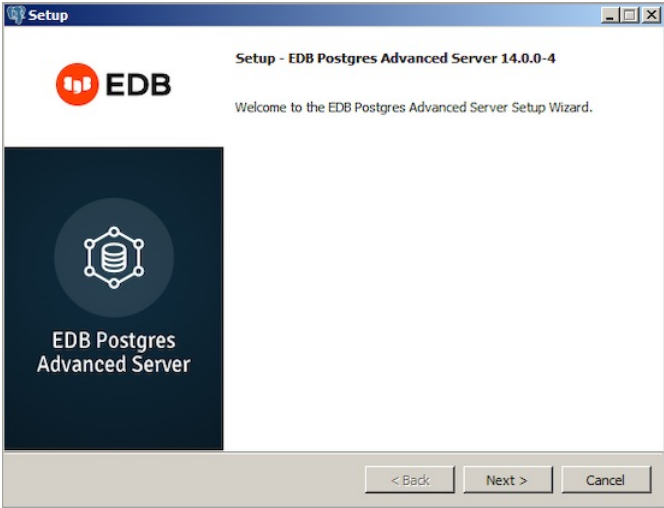 Setup
EDB
Setup - EDB Postgres Advanced Server 14.0.0-4
Welcome to the EDB Postgres Advanced Server Setup Wizard.
EDB Postgres
Advanced Server
< Back
Next >
Cancel